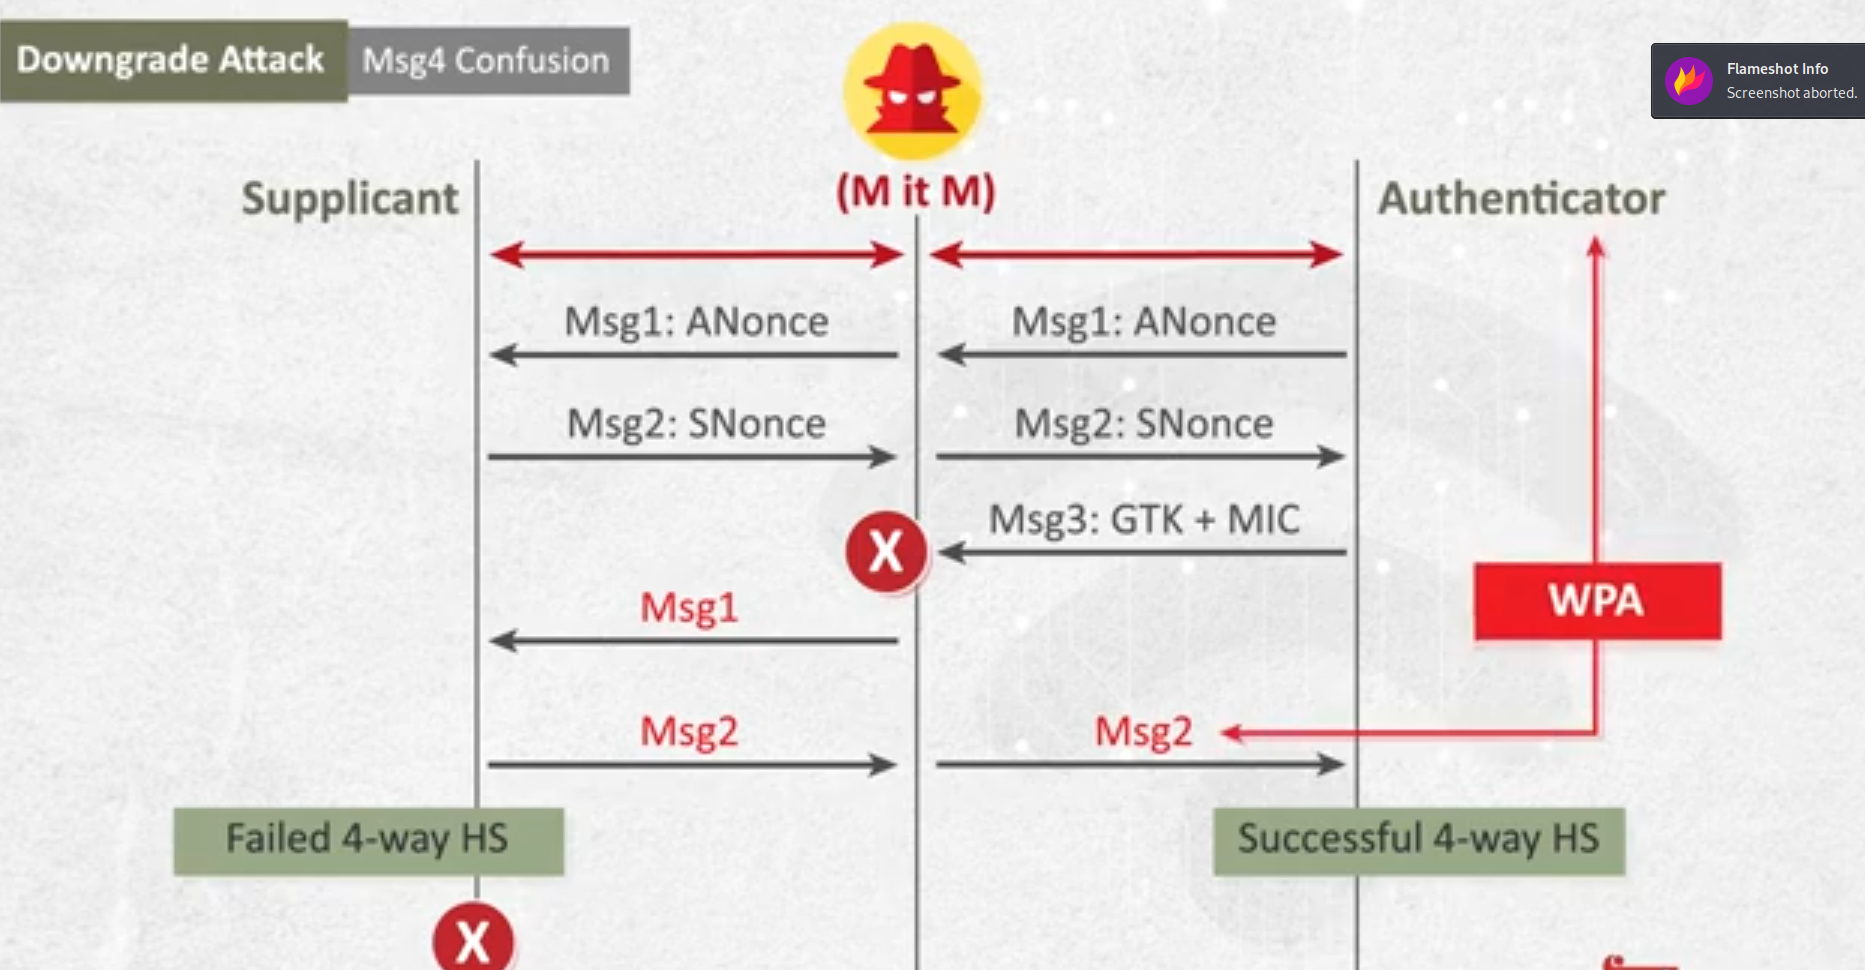 Downgrade Attack
Msg4 Confusion
Flameshot Info
Screenshot aborted.
(M it M)
Supplicant
Authenticator
Msg1: ANonce
Msg1: ANonce
Msg2: SNonce
Msg2: SNonce
X
Msg3: GTK + MIC
Msg1
WPA
Msg2
Msg2
Failed 4-way HS
Successful 4-way HS
X